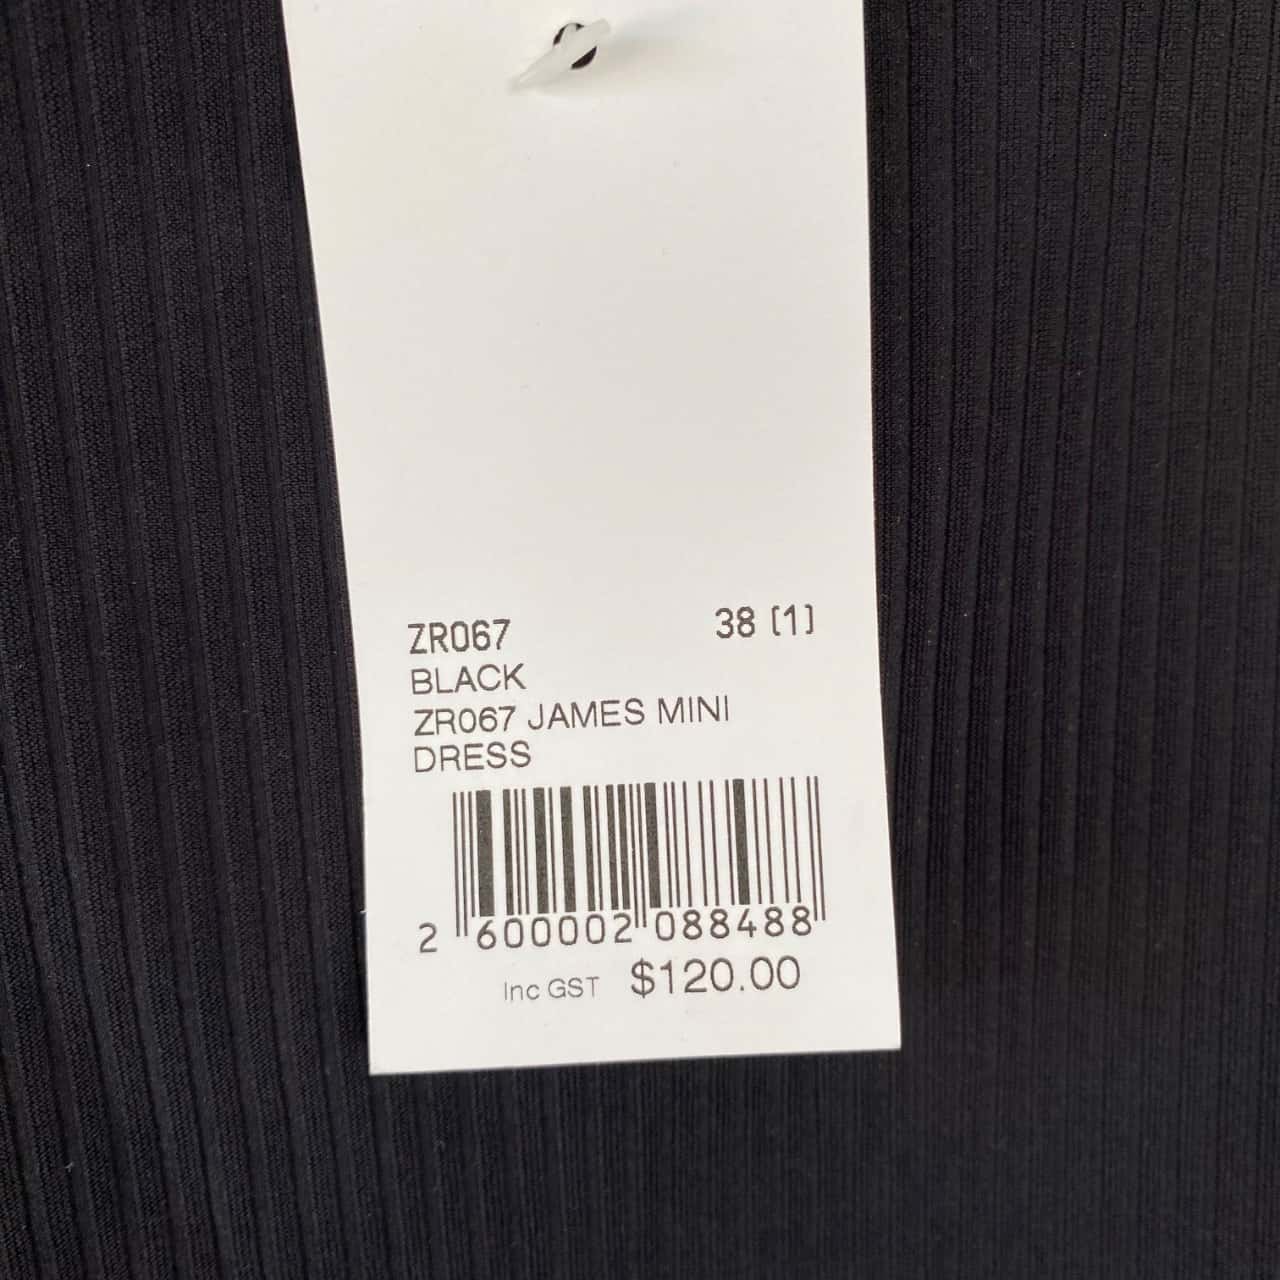 ZR067 38 [1]
BLACK
ZR067 JAMES MINI
DRESS
2 600002 088488
Inc GST $120.00